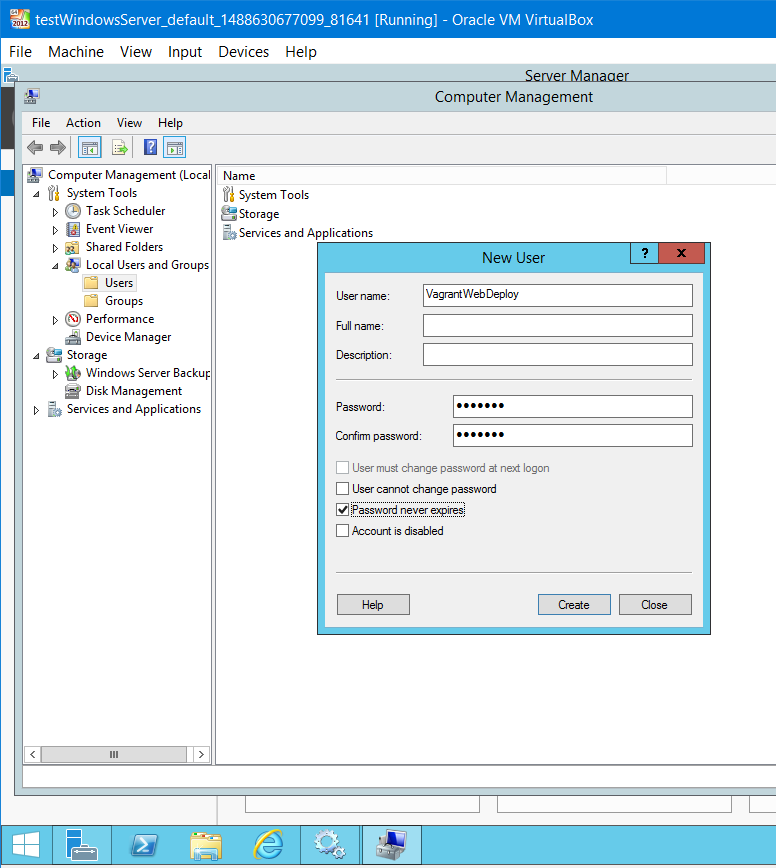 testWindowsServer_default_1488630677099_81641 [Running] - Oracle VM VirtualBox
File Machine View Input Devices Help
Server Manager
Computer Management
File Action View Help
Computer Management (Local
System Tools
Task Scheduler
Event Viewer
Shared Folders
Local Users and Groups
Users
Groups
Performance
Device Manager
Storage
Windows Server Backup
Disk Management
Services and Applications
Name
System Tools
Storage
Services and Applications
New User
? x
User name: VagrantWebDeploy
Full name:
Description:
Password: •••••••
Confirm password: •••••••
User must change password at next logon
User cannot change password
Password never expires
Account is disabled
Help Create Close